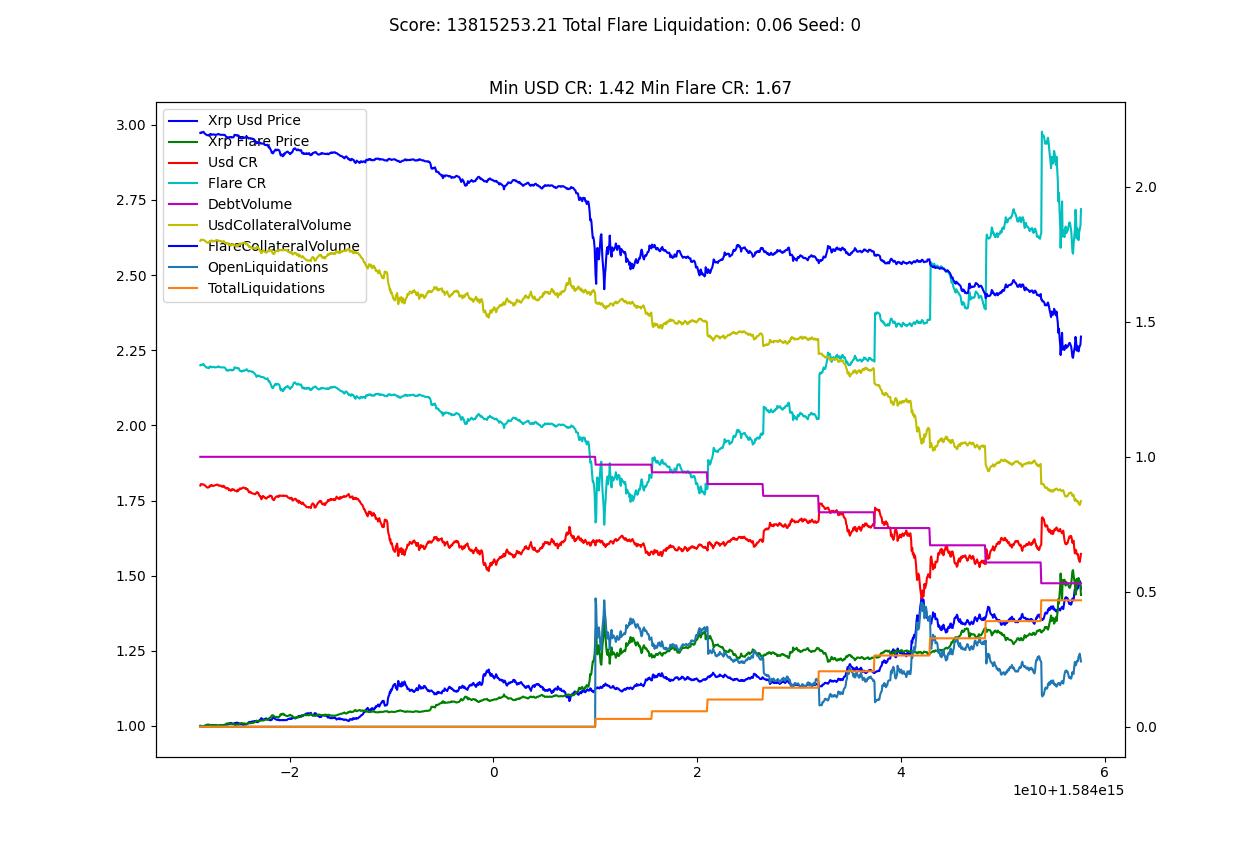 Score: 13815253.21 Total Flare Liquidation: 0.06 Seed: 0
Min USD CR: 1.42 Min Flare CR: 1.67
Xrp Usd Price
Xrp Flare Price
Usd CR
Flare CR
DebtVolume
UsdCollateralVolume
FlareCollateralVolume
OpenLiquidations
TotalLiquidations
3.00
2.75
2.50
2.25
2.00
1.75
1.50
1.25
1.00
2.0
1.5
1.0
0.5
0.0
−2
0
2
4
6
1e10+1.584e15